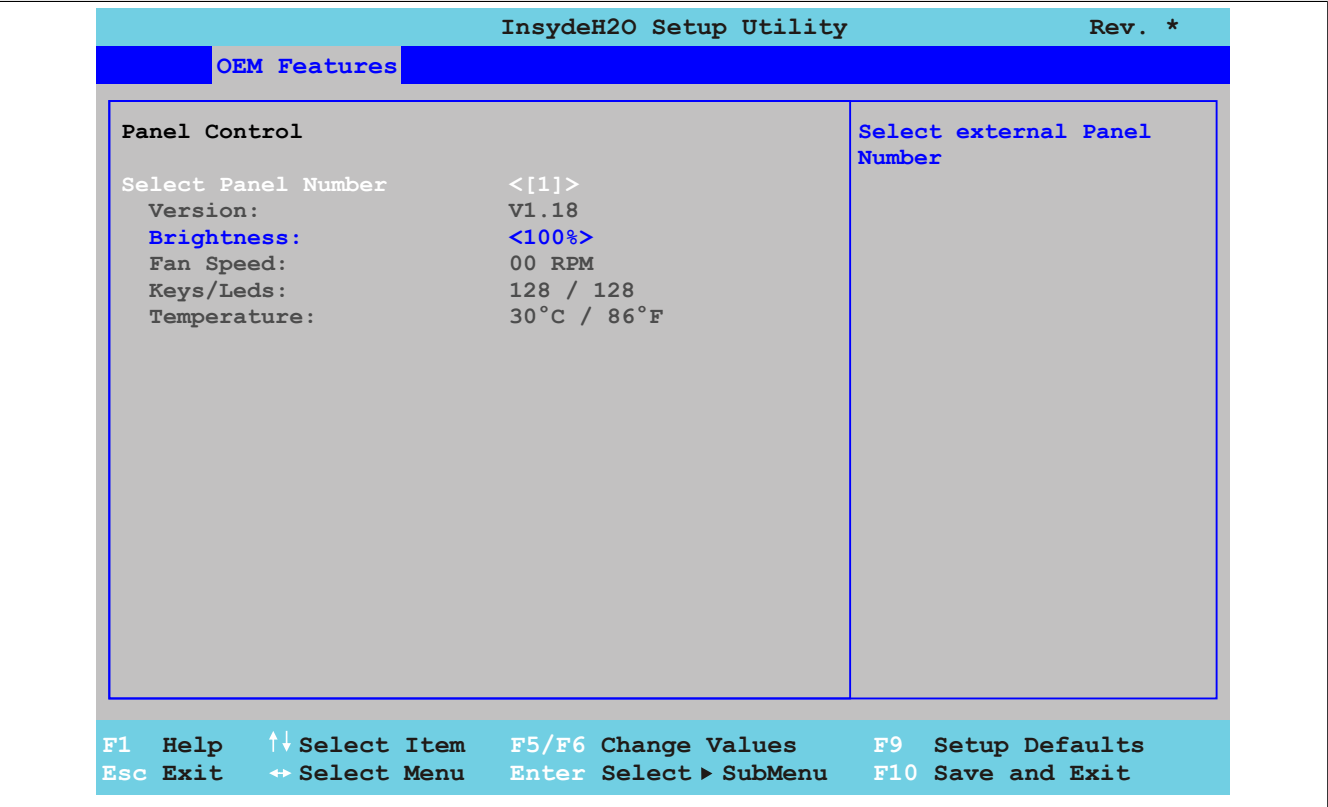 InsydeH2O Setup Utility Rev. *
OEM Features
Panel Control
Select Panel Number <[1]>
Version: V1.18
Brightness: <100%>
Fan Speed: 00 RPM
Keys/Leds: 128 / 128
Temperature: 30°C / 86°F
Select external Panel
Number
F1 Help ↑↓ Select Item F5/F6 Change Values F9 Setup Defaults
Esc Exit ↔ Select Menu Enter Select ▶ SubMenu F10 Save and Exit